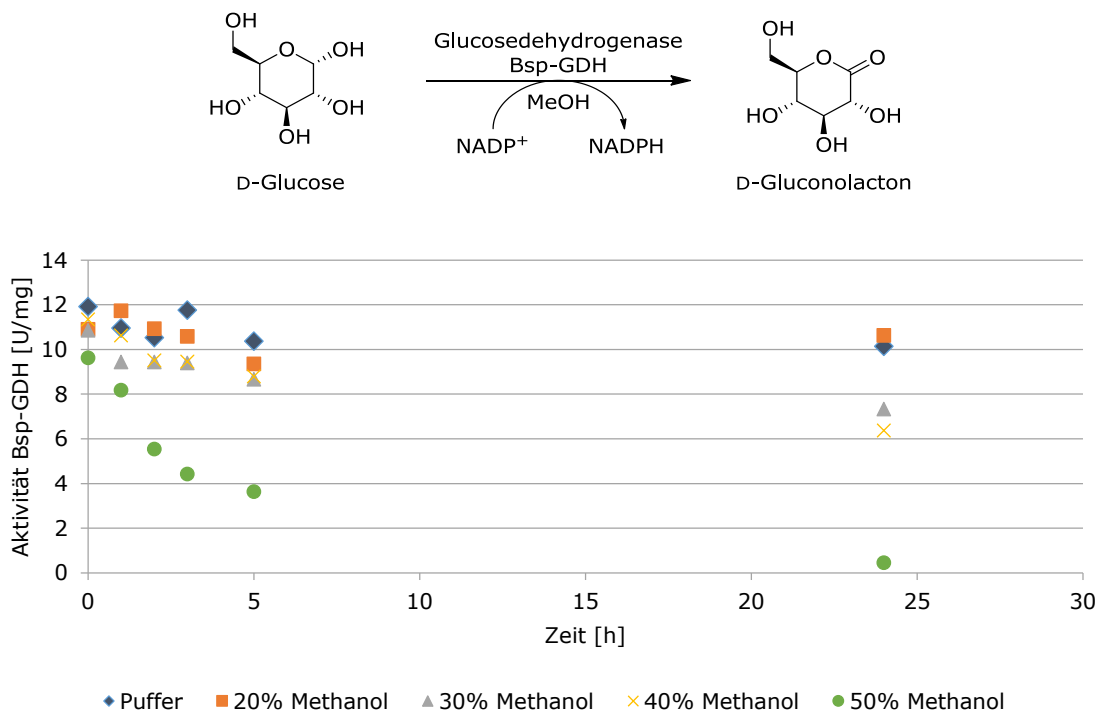 OH
O
OH
HO
OH
OH
D-Glucose
Glucosedehydrogenase
Bsp-GDH
MeOH
NADP⁺
NADPH
OH
O
O
HO
OH
OH
D-Gluconolacton
Aktivität Bsp-GDH [U/mg]
14
12
10
8
6
4
2
0
0 5 10 15 20 25 30
Zeit [h]
Puffer 20% Methanol 30% Methanol 40% Methanol 50% Methanol